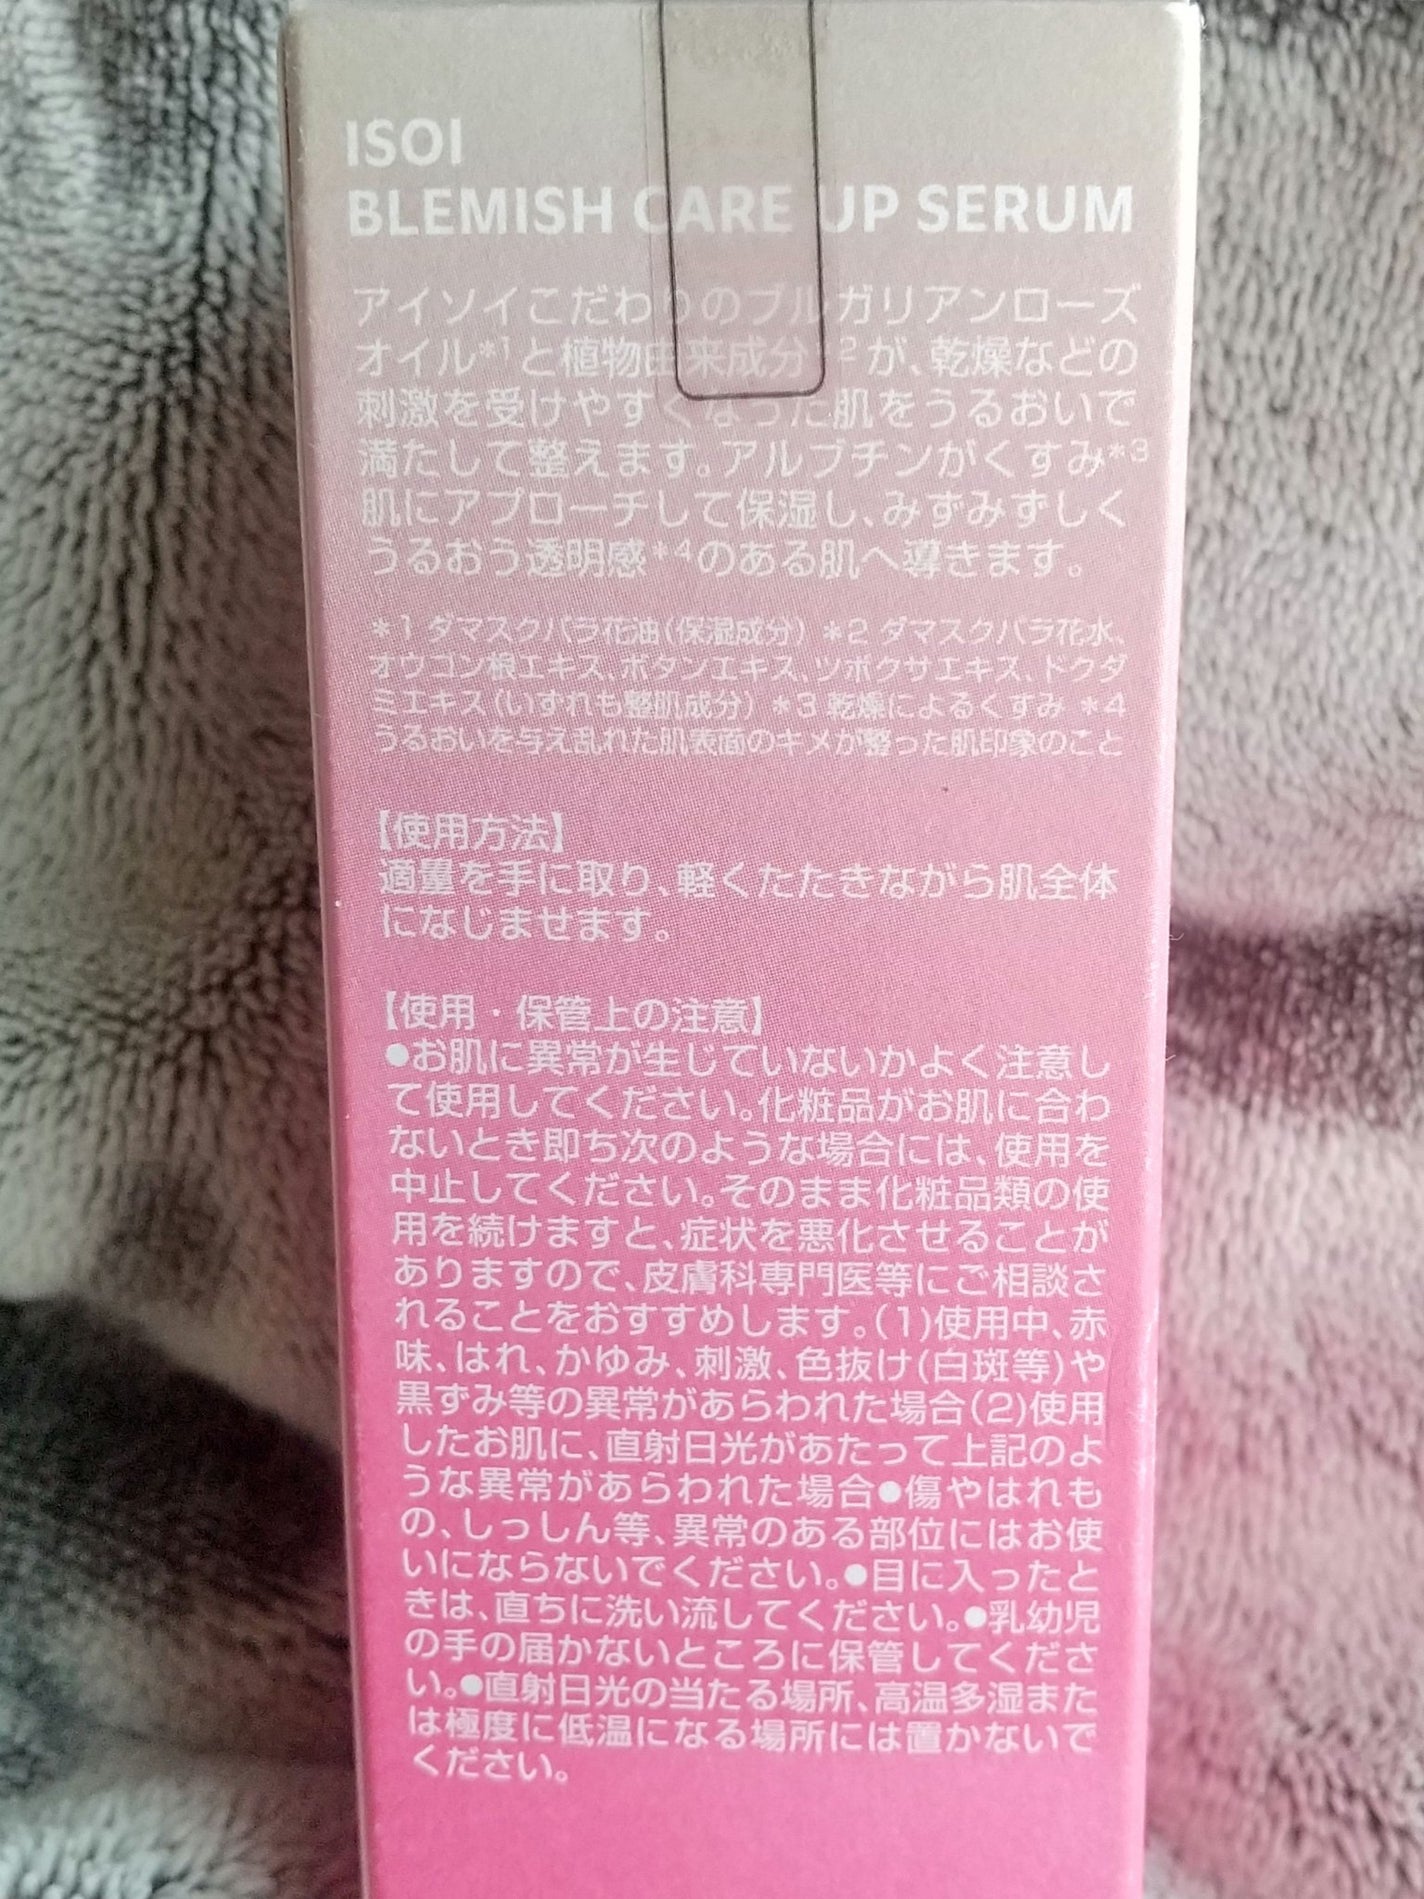 ISOI
BLEMISH CARE UP SERUM
アイソイこだわりのブルガリアンローズ
オイル*1と植物由来成分*2が、乾燥などの
刺激を受けやすくなった肌をうるおいで
満たして整えます。アルブチンがくすみ*3
肌にアプローチして保湿し、みずみずしく
うるおう透明感*4のある肌へ導きます。
*1 ダマスクバラ花油(保湿成分) *2 ダマスクバラ花水、
オウゴン根エキス、ボタンエキス、ツボクサエキス、ドクダ
ミエキス(いずれも整肌成分) *3 乾燥によるくすみ *4
うるおいを与え乱れた肌表面のキメが整った肌印象のこと
【使用方法】
適量を手に取り、軽くたたきながら肌全体
になじませます。
【使用・保管上の注意】
●お肌に異常が生じていないかよく注意し
て使用してください。化粧品がお肌に合わ
ないとき即ち次のような場合には、使用を
中止してください。そのまま化粧品類の使
用を続けますと、症状を悪化させることが
ありますので、皮膚科専門医等にご相談さ
れることをおすすめします。(1)使用中、赤
味、はれ、かゆみ、刺激、色抜け(白斑等)や
黒ずみ等の異常があらわれた場合(2)使用
したお肌に、直射日光があたって上記のよ
うな異常があらわれた場合●傷やはれも
の、しっしん等、異常のある部位にはお使
いにならないでください。●目に入ったと
きは、直ちに洗い流してください。●乳幼児
の手の届かないところに保管してくださ
い。●直射日光の当たる場所、高温多湿また
は極度に低温になる場所には置かないで
ください。